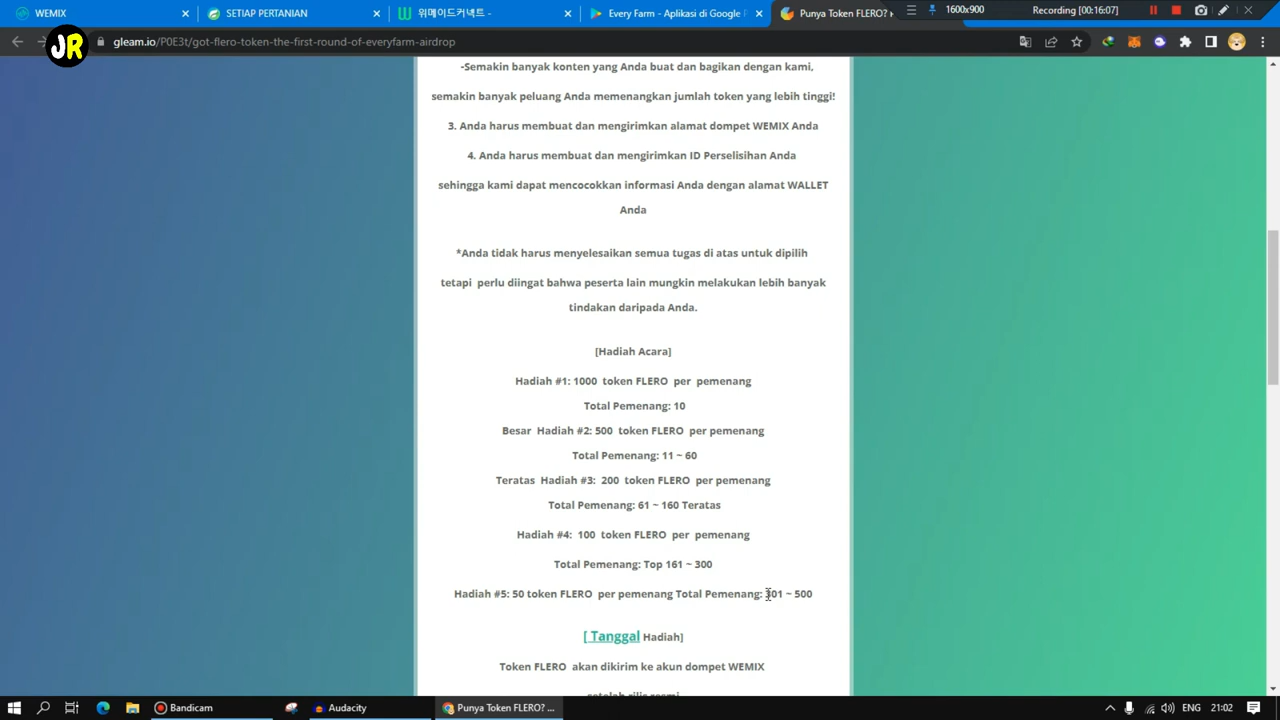 WEMIX
SETIAP PERTANIAN
위메이드커넥트 -
Every Farm - Aplikasi di Google P
Punya Token FLERO?
1600x900
Recording [00:16:07]
JR
gleam.io/P0E3t/got-flero-token-the-first-round-of-everyfarm-airdrop
-Semakin banyak konten yang Anda buat dan bagikan dengan kami,
semakin banyak peluang Anda memenangkan jumlah token yang lebih tinggi!
3. Anda harus membuat dan mengirimkan alamat dompet WEMIX Anda
4. Anda harus membuat dan mengirimkan ID Perselisihan Anda
sehingga kami dapat mencocokkan informasi Anda dengan alamat WALLET
Anda
*Anda tidak harus menyelesaikan semua tugas di atas untuk dipilih
tetapi perlu diingat bahwa peserta lain mungkin melakukan lebih banyak
tindakan daripada Anda.
[Hadiah Acara]
Hadiah #1: 1000 token FLERO per pemenang
Total Pemenang: 10
Besar Hadiah #2: 500 token FLERO per pemenang
Total Pemenang: 11 ~ 60
Teratas Hadiah #3: 200 token FLERO per pemenang
Total Pemenang: 61 ~ 160 Teratas
Hadiah #4: 100 token FLERO per pemenang
Total Pemenang: Top 161 ~ 300
Hadiah #5: 50 token FLERO per pemenang Total Pemenang: 301 ~ 500
[ Tanggal Hadiah]
Token FLERO akan dikirim ke akun dompet WEMIX
setelah rilis resmi
Bandicam
Audacity
Punya Token FLERO? ...
ENG
21:02